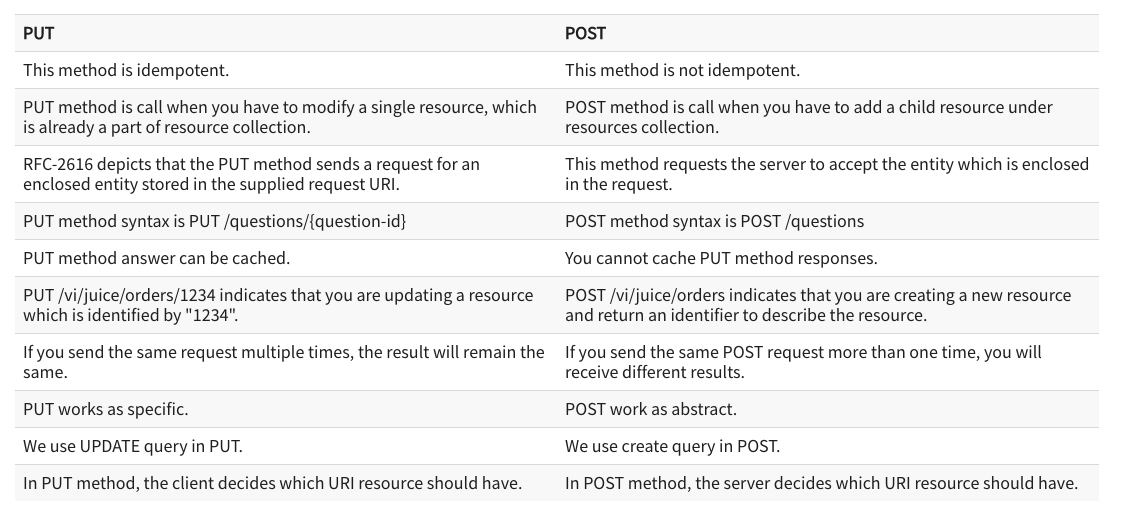 PUT
POST
This method is idempotent.
This method is not idempotent.
PUT method is call when you have to modify a single resource, which
is already a part of resource collection.
POST method is call when you have to add a child resource under
resources collection.
RFC-2616 depicts that the PUT method sends a request for an
enclosed entity stored in the supplied request URI.
This method requests the server to accept the entity which is enclosed
in the request.
PUT method syntax is PUT /questions/{question-id}
POST method syntax is POST /questions
PUT method answer can be cached.
You cannot cache PUT method responses.
PUT /vi/juice/orders/1234 indicates that you are updating a resource
which is identified by "1234".
POST /vi/juice/orders indicates that you are creating a new resource
and return an identifier to describe the resource.
If you send the same request multiple times, the result will remain the
same.
If you send the same POST request more than one time, you will
receive different results.
PUT works as specific.
POST work as abstract.
We use UPDATE query in PUT.
We use create query in POST.
In PUT method, the client decides which URI resource should have.
In POST method, the server decides which URI resource should have.